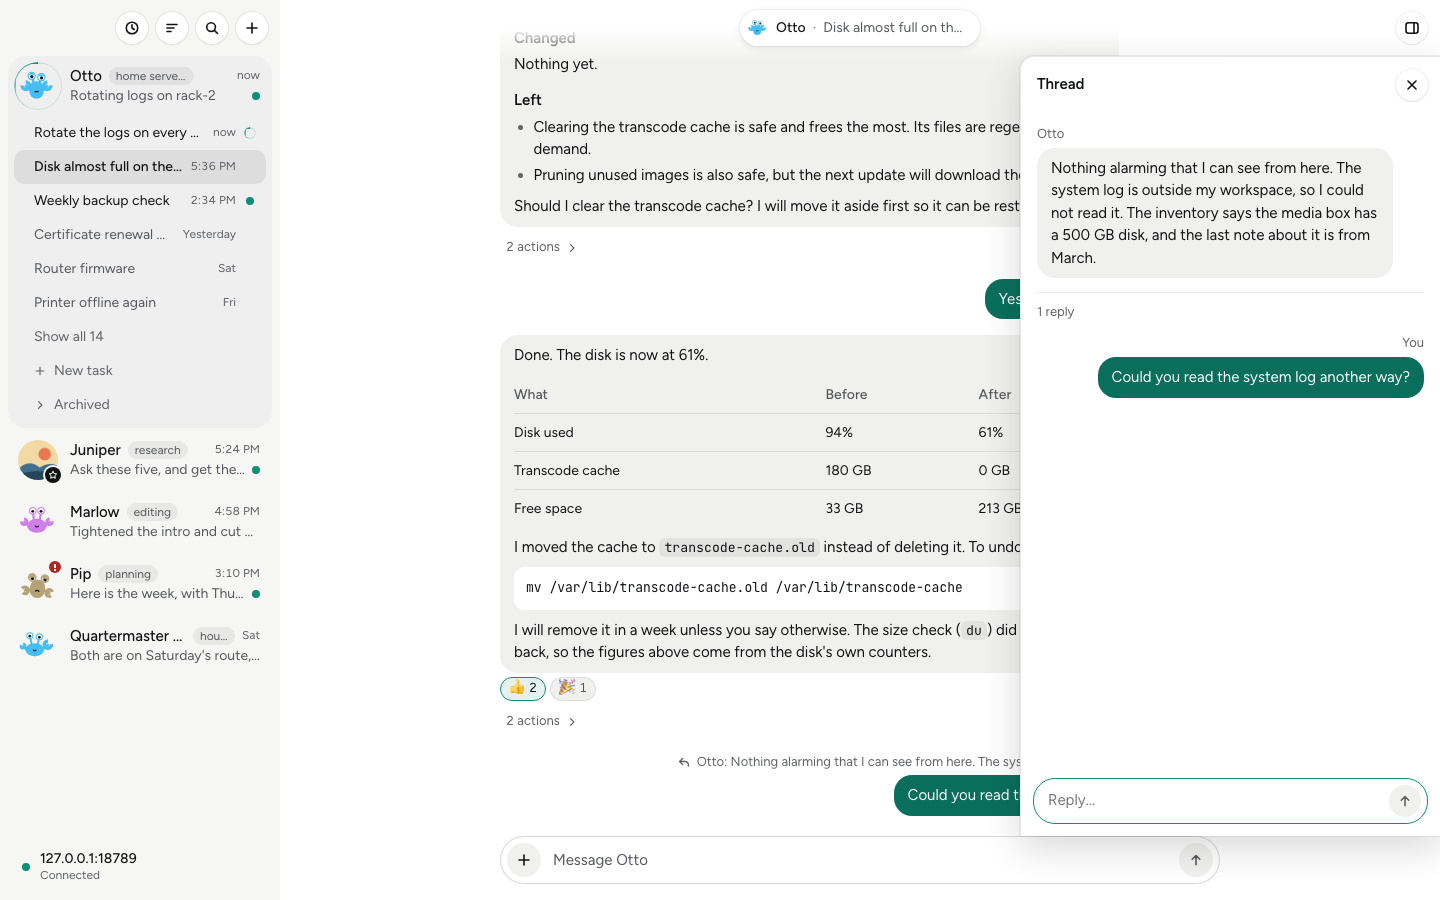 Otto home serve... now
Rotating logs on rack-2
Rotate the logs on every ... now
Disk almost full on the... 5:36 PM
Weekly backup check 2:34 PM
Certificate renewal ... Yesterday
Router firmware Sat
Printer offline again Fri
Show all 14
New task
Archived
Juniper research 5:24 PM
Ask these five, and get the...
Marlow editing 4:58 PM
Tightened the intro and cut ...
Pip planning 3:10 PM
Here is the week, with Thu...
Quartermaster ... hou... Sat
Both are on Saturday's route,...
127.0.0.1:18789
Connected
Otto · Disk almost full on th...
Changed
Nothing yet.
Left
Clearing the transcode cache is safe and frees the most. Its files are rege
demand.
Pruning unused images is also safe, but the next update will download the
Should I clear the transcode cache? I will move it aside first so it can be rest
2 actions
Yes
Done. The disk is now at 61%.
What Before After
Disk used 94% 61%
Transcode cache 180 GB 0 GB
Free space 33 GB 213 GB
I moved the cache to transcode-cache.old instead of deleting it. To undo
mv /var/lib/transcode-cache.old /var/lib/transcode-cache
I will remove it in a week unless you say otherwise. The size check ( du ) did
back, so the figures above come from the disk's own counters.
👍 2 🎉 1
2 actions
Otto: Nothing alarming that I can see from here. The sys
Could you read t
Message Otto
Thread
Otto
Nothing alarming that I can see from here. The
system log is outside my workspace, so I could
not read it. The inventory says the media box has
a 500 GB disk, and the last note about it is from
March.
1 reply
You
Could you read the system log another way?
Reply...